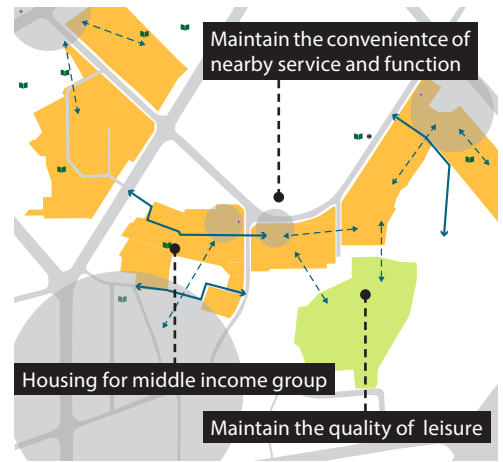 Maintain the convenientce of
nearby service and function
Housing for middle income group
Maintain the quality of leisure